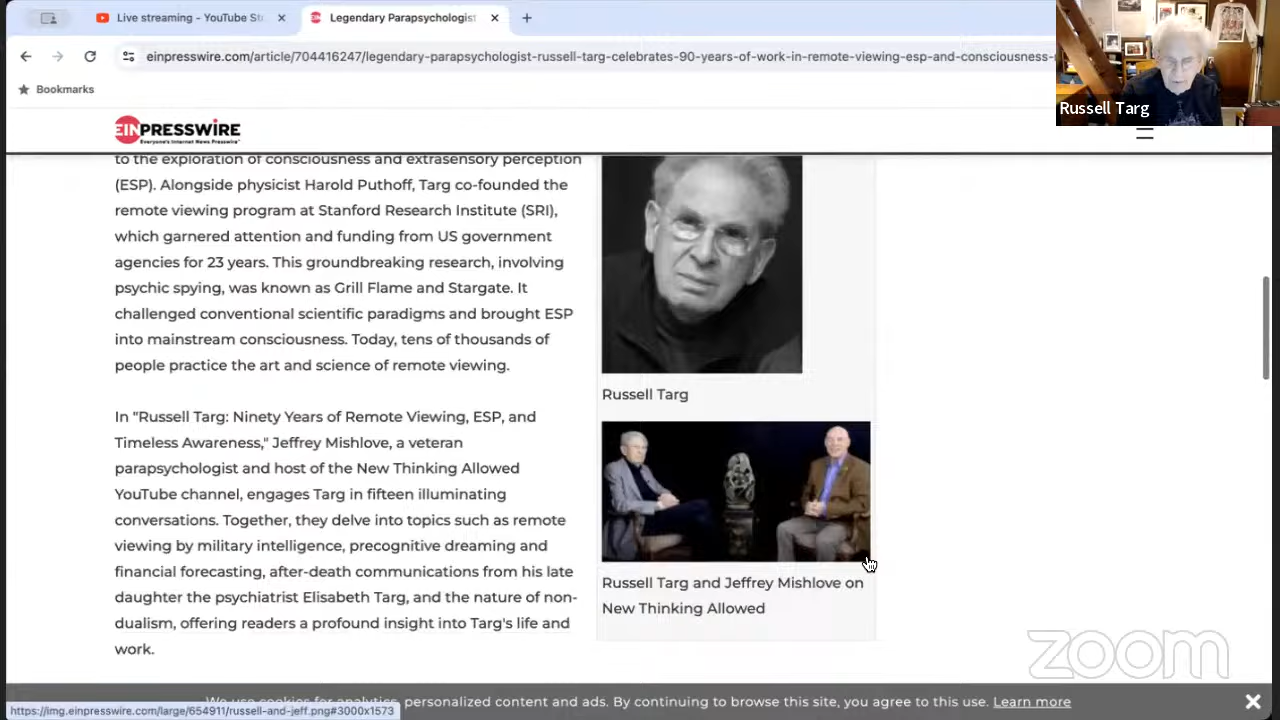 Live streaming - YouTube St
Legendary Parapsychologist
einpresswire.com/article/704416247/legendary-parapsychologist-russell-targ-celebrates-90-years-of-work-in-remote-viewing-esp-and-consciousness-
Bookmarks
Russell Targ
EINPRESSWIRE
Everyone's Internet News Presswire
to the exploration of consciousness and extrasensory perception
(ESP). Alongside physicist Harold Puthoff, Targ co-founded the
remote viewing program at Stanford Research Institute (SRI),
which garnered attention and funding from US government
agencies for 23 years. This groundbreaking research, involving
psychic spying, was known as Grill Flame and Stargate. It
challenged conventional scientific paradigms and brought ESP
into mainstream consciousness. Today, tens of thousands of
people practice the art and science of remote viewing.
In "Russell Targ: Ninety Years of Remote Viewing, ESP, and
Timeless Awareness," Jeffrey Mishlove, a veteran
parapsychologist and host of the New Thinking Allowed
YouTube channel, engages Targ in fifteen illuminating
conversations. Together, they delve into topics such as remote
viewing by military intelligence, precognitive dreaming and
financial forecasting, after-death communications from his late
daughter the psychiatrist Elisabeth Targ, and the nature of non-
dualism, offering readers a profound insight into Targ's life and
work.
Russell Targ
Russell Targ and Jeffrey Mishlove on
New Thinking Allowed
zoom
We use cookies for analytics, personalized content and ads. By continuing to browse this site, you agree to this use. Learn more
https://img.einpresswire.com/large/654911/russell-and-jeff.png#3000x1573